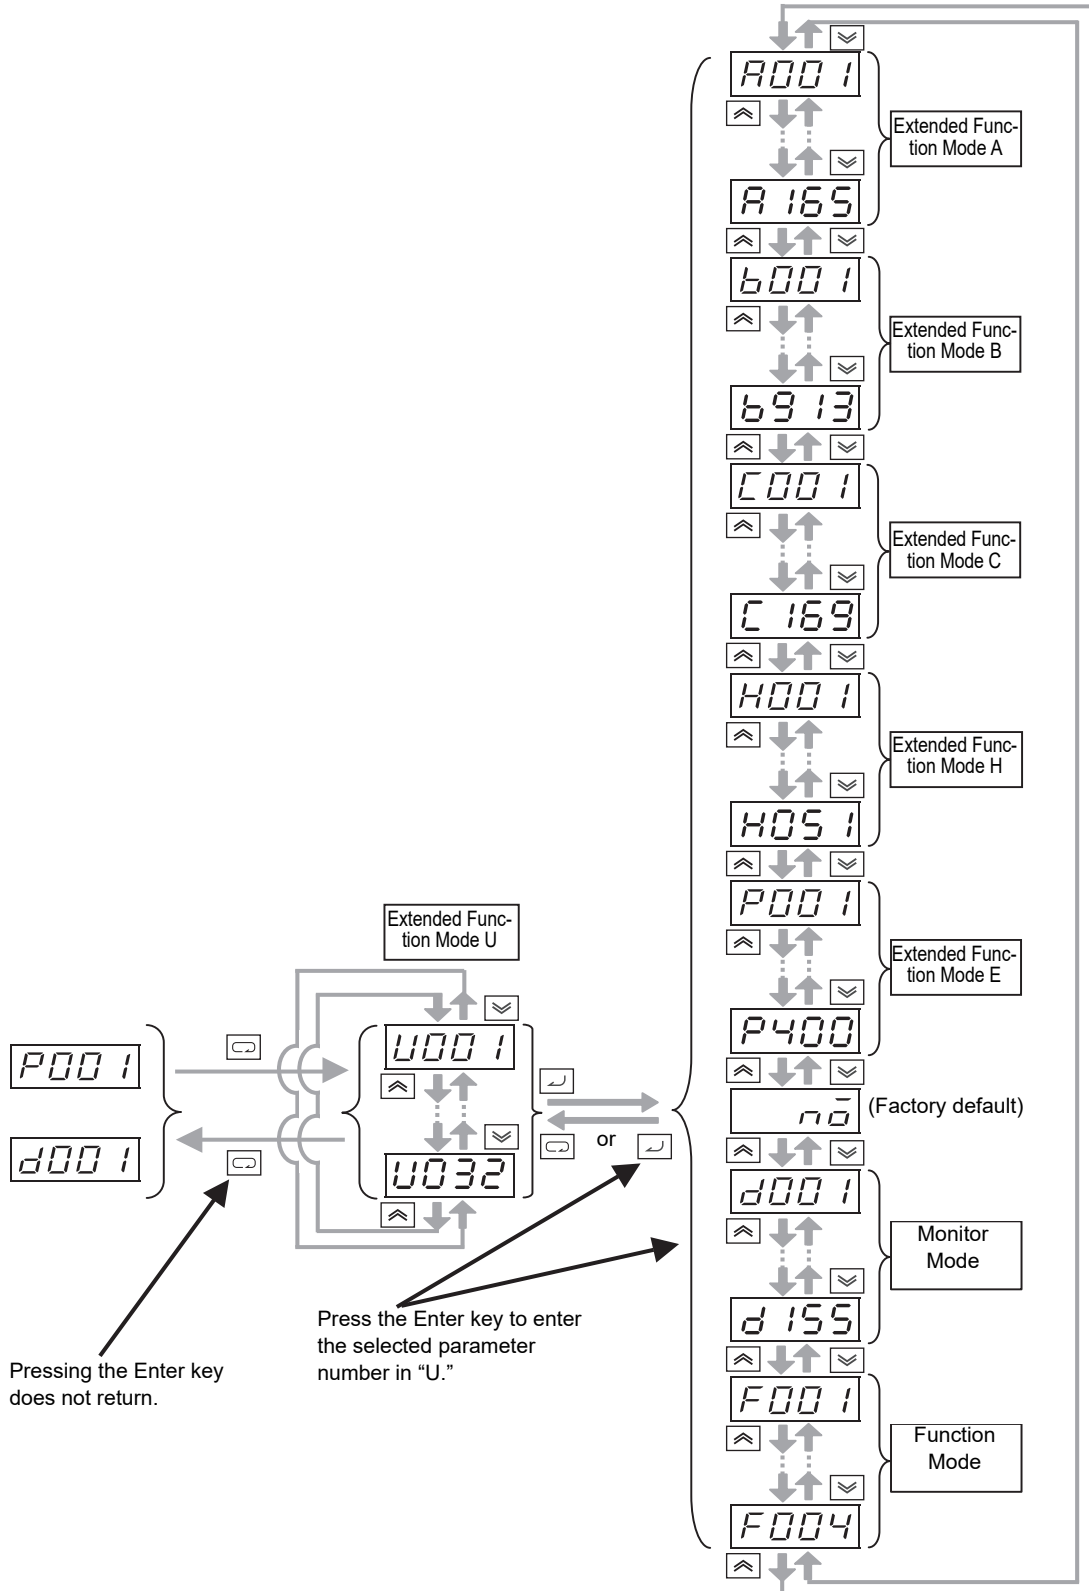 A001
Extended Func-
tion Mode A
A165
b001
Extended Func-
tion Mode B
b913
C001
Extended Func-
tion Mode C
C169
H001
Extended Func-
tion Mode H
H051
P001
Extended Func-
tion Mode E
P400
no
(Factory default)
d001
Monitor
Mode
d155
F001
Function
Mode
F004
Extended Func-
tion Mode U
U001
U032
P001
d001
or
Press the Enter key to enter
the selected parameter
number in “U.”
Pressing the Enter key
does not return.